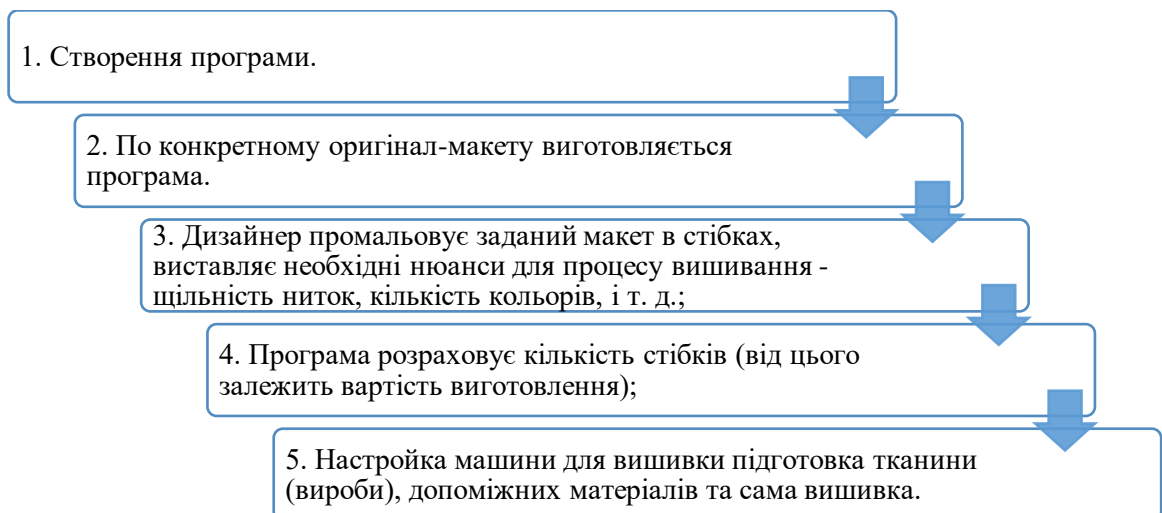 1. Створення програми.
2. По конкретному оригінал-макету виготовляється
програма.
3. Дизайнер промальовує заданий макет в стібках,
виставляє необхідні нюанси для процесу вишивання -
щільність ниток, кількість кольорів, і т. д.;
4. Програма розраховує кількість стібків (від цього
залежить вартість виготовлення);
5. Настройка машини для вишивки підготовка тканини
(вироби), допоміжних матеріалів та сама вишивка.